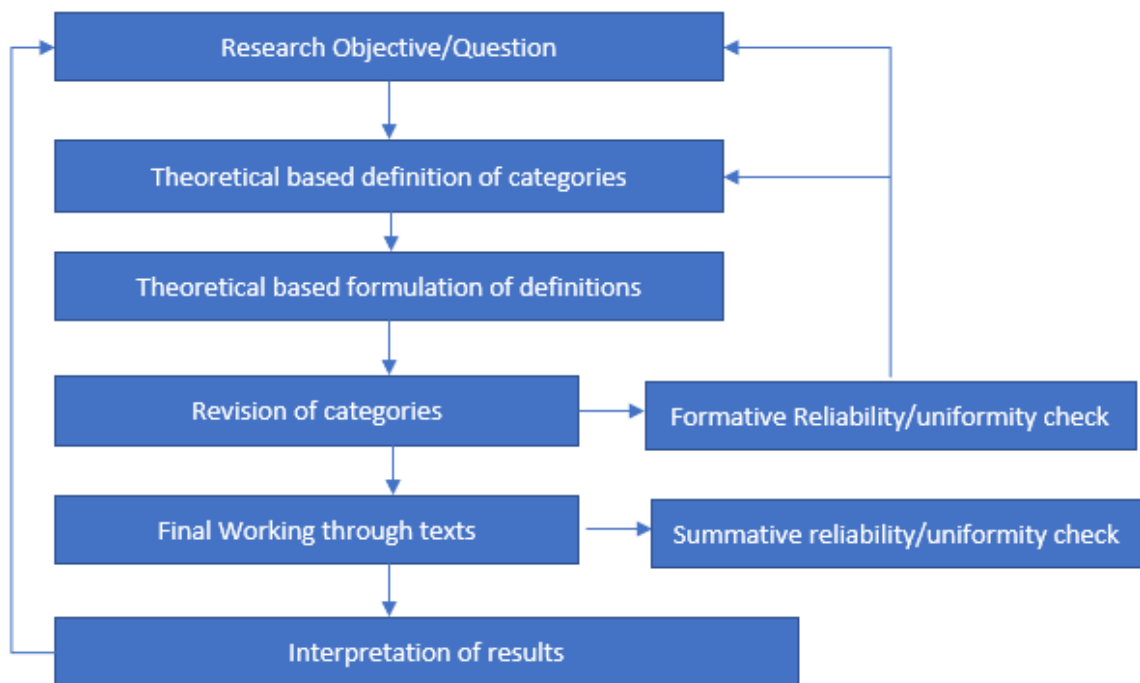 Research Objective/Question
Theoretical based definition of categories
Theoretical based formulation of definitions
Revision of categories
Formative Reliability/uniformity check
Final Working through texts
Summative reliability/uniformity check
Interpretation of results